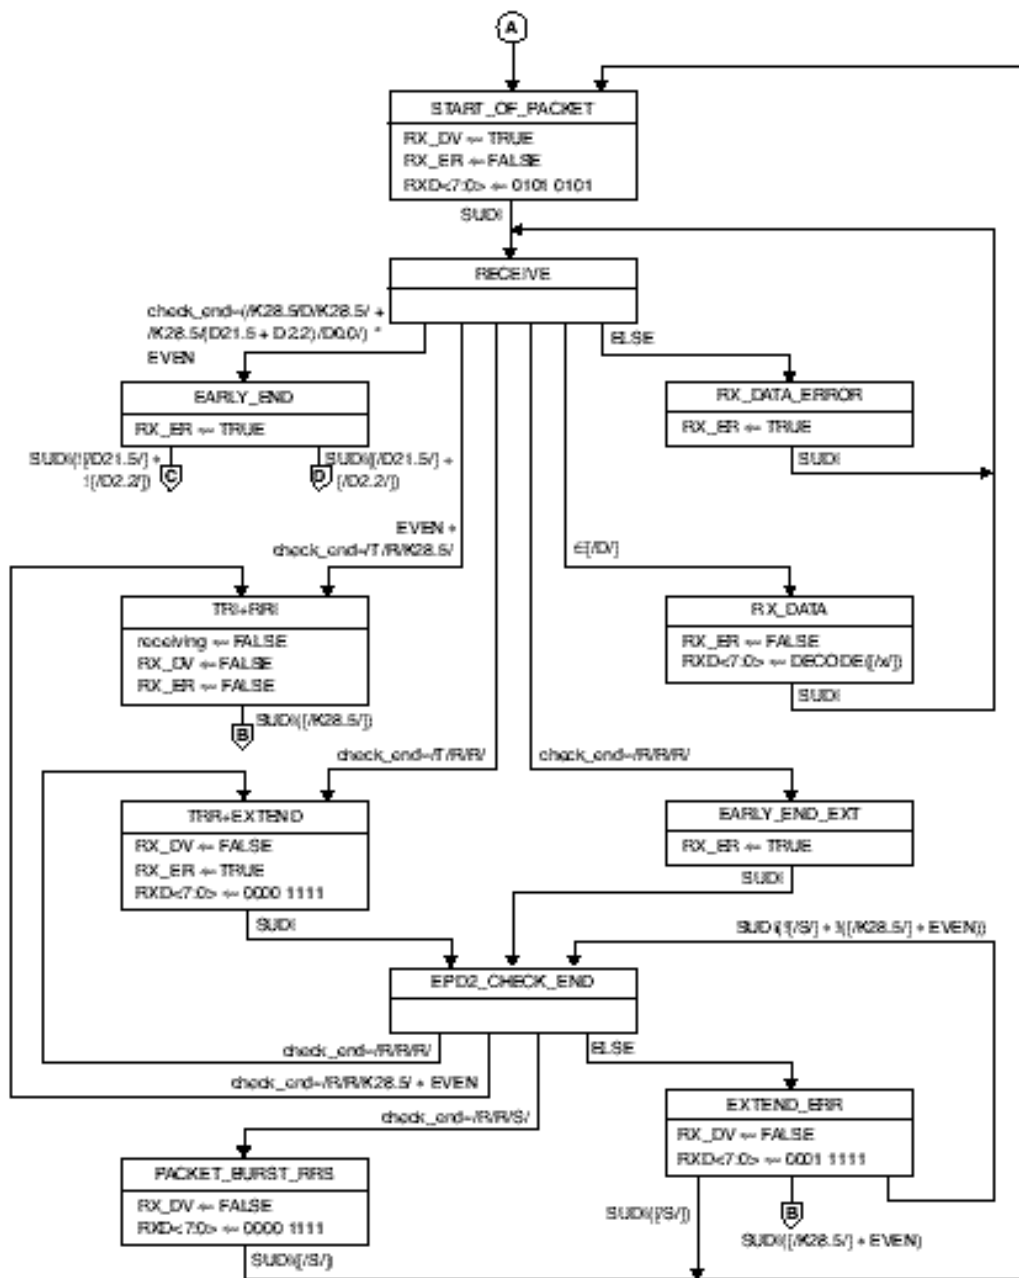 A
START_OF_PACKET
RX_DV ⇐ TRUE
RX_ER ⇐ FALSE
RXD<7:0> ⇐ 0101 0101
SUDI
RECEIVE
check_end=(/K28.5/D/K28.5/ +
/K28.5/(D21.5 + D2.2)/D0.0/) *
EVEN
ELSE
EARLY_END
RX_ER ⇐ TRUE
RX_DATA_ERROR
RX_ER ⇐ TRUE
SUDI(![/D21.5/] *
![/D2.2/])
C
D
SUDI([/D21.5/] +
[/D2.2/])
SUDI
EVEN *
check_end=/T/R/K28.5/
∈[/D/]
TRI+RRI
receiving ⇐ FALSE
RX_DV ⇐ FALSE
RX_ER ⇐ FALSE
RX_DATA
RX_ER ⇐ FALSE
RXD<7:0> ⇐ DECODE([/x/])
SUDI([/K28.5/])
B
SUDI
check_end=/T/R/R/
check_end=/R/R/R/
TRR+EXTEND
RX_DV ⇐ FALSE
RX_ER ⇐ TRUE
RXD<7:0> ⇐ 0000 1111
EARLY_END_EXT
RX_ER ⇐ TRUE
SUDI
SUDI
SUDI(![/S/] * !([/K28.5/] * EVEN))
EPD2_CHECK_END
check_end=/R/R/R/
ELSE
check_end=/R/R/K28.5/ * EVEN
check_end=/R/R/S/
EXTEND_ERR
RX_DV ⇐ FALSE
RXD<7:0> ⇐ 0001 1111
PACKET_BURST_RRS
RX_DV ⇐ FALSE
RXD<7:0> ⇐ 0000 1111
SUDI([/S/])
B
SUDI([/K28.5/] * EVEN)
SUDI([/S/])